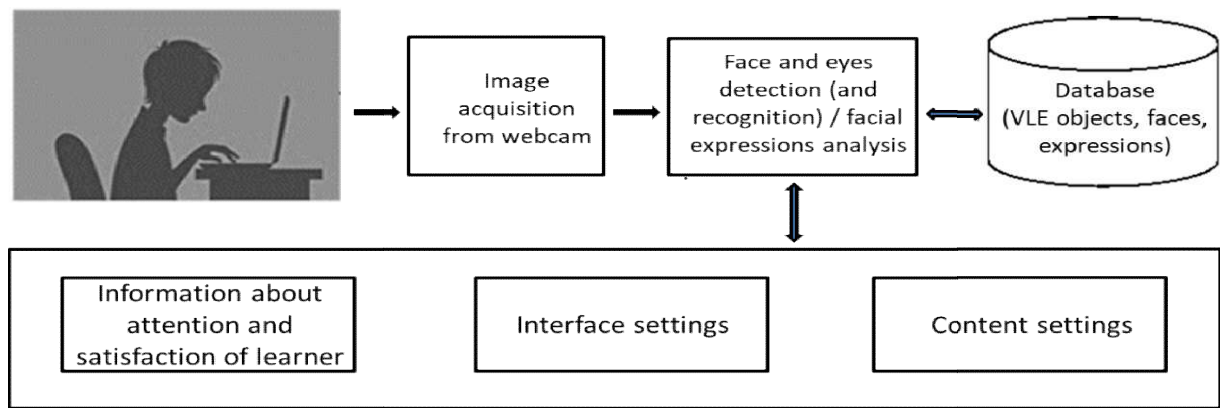 Image
acquisition
from webcam
Face and eyes
detection (and
recognition) / facial
expressions analysis
Database
(VLE objects, faces,
expressions)
Information about
attention and
satisfaction of learner
Interface settings
Content settings